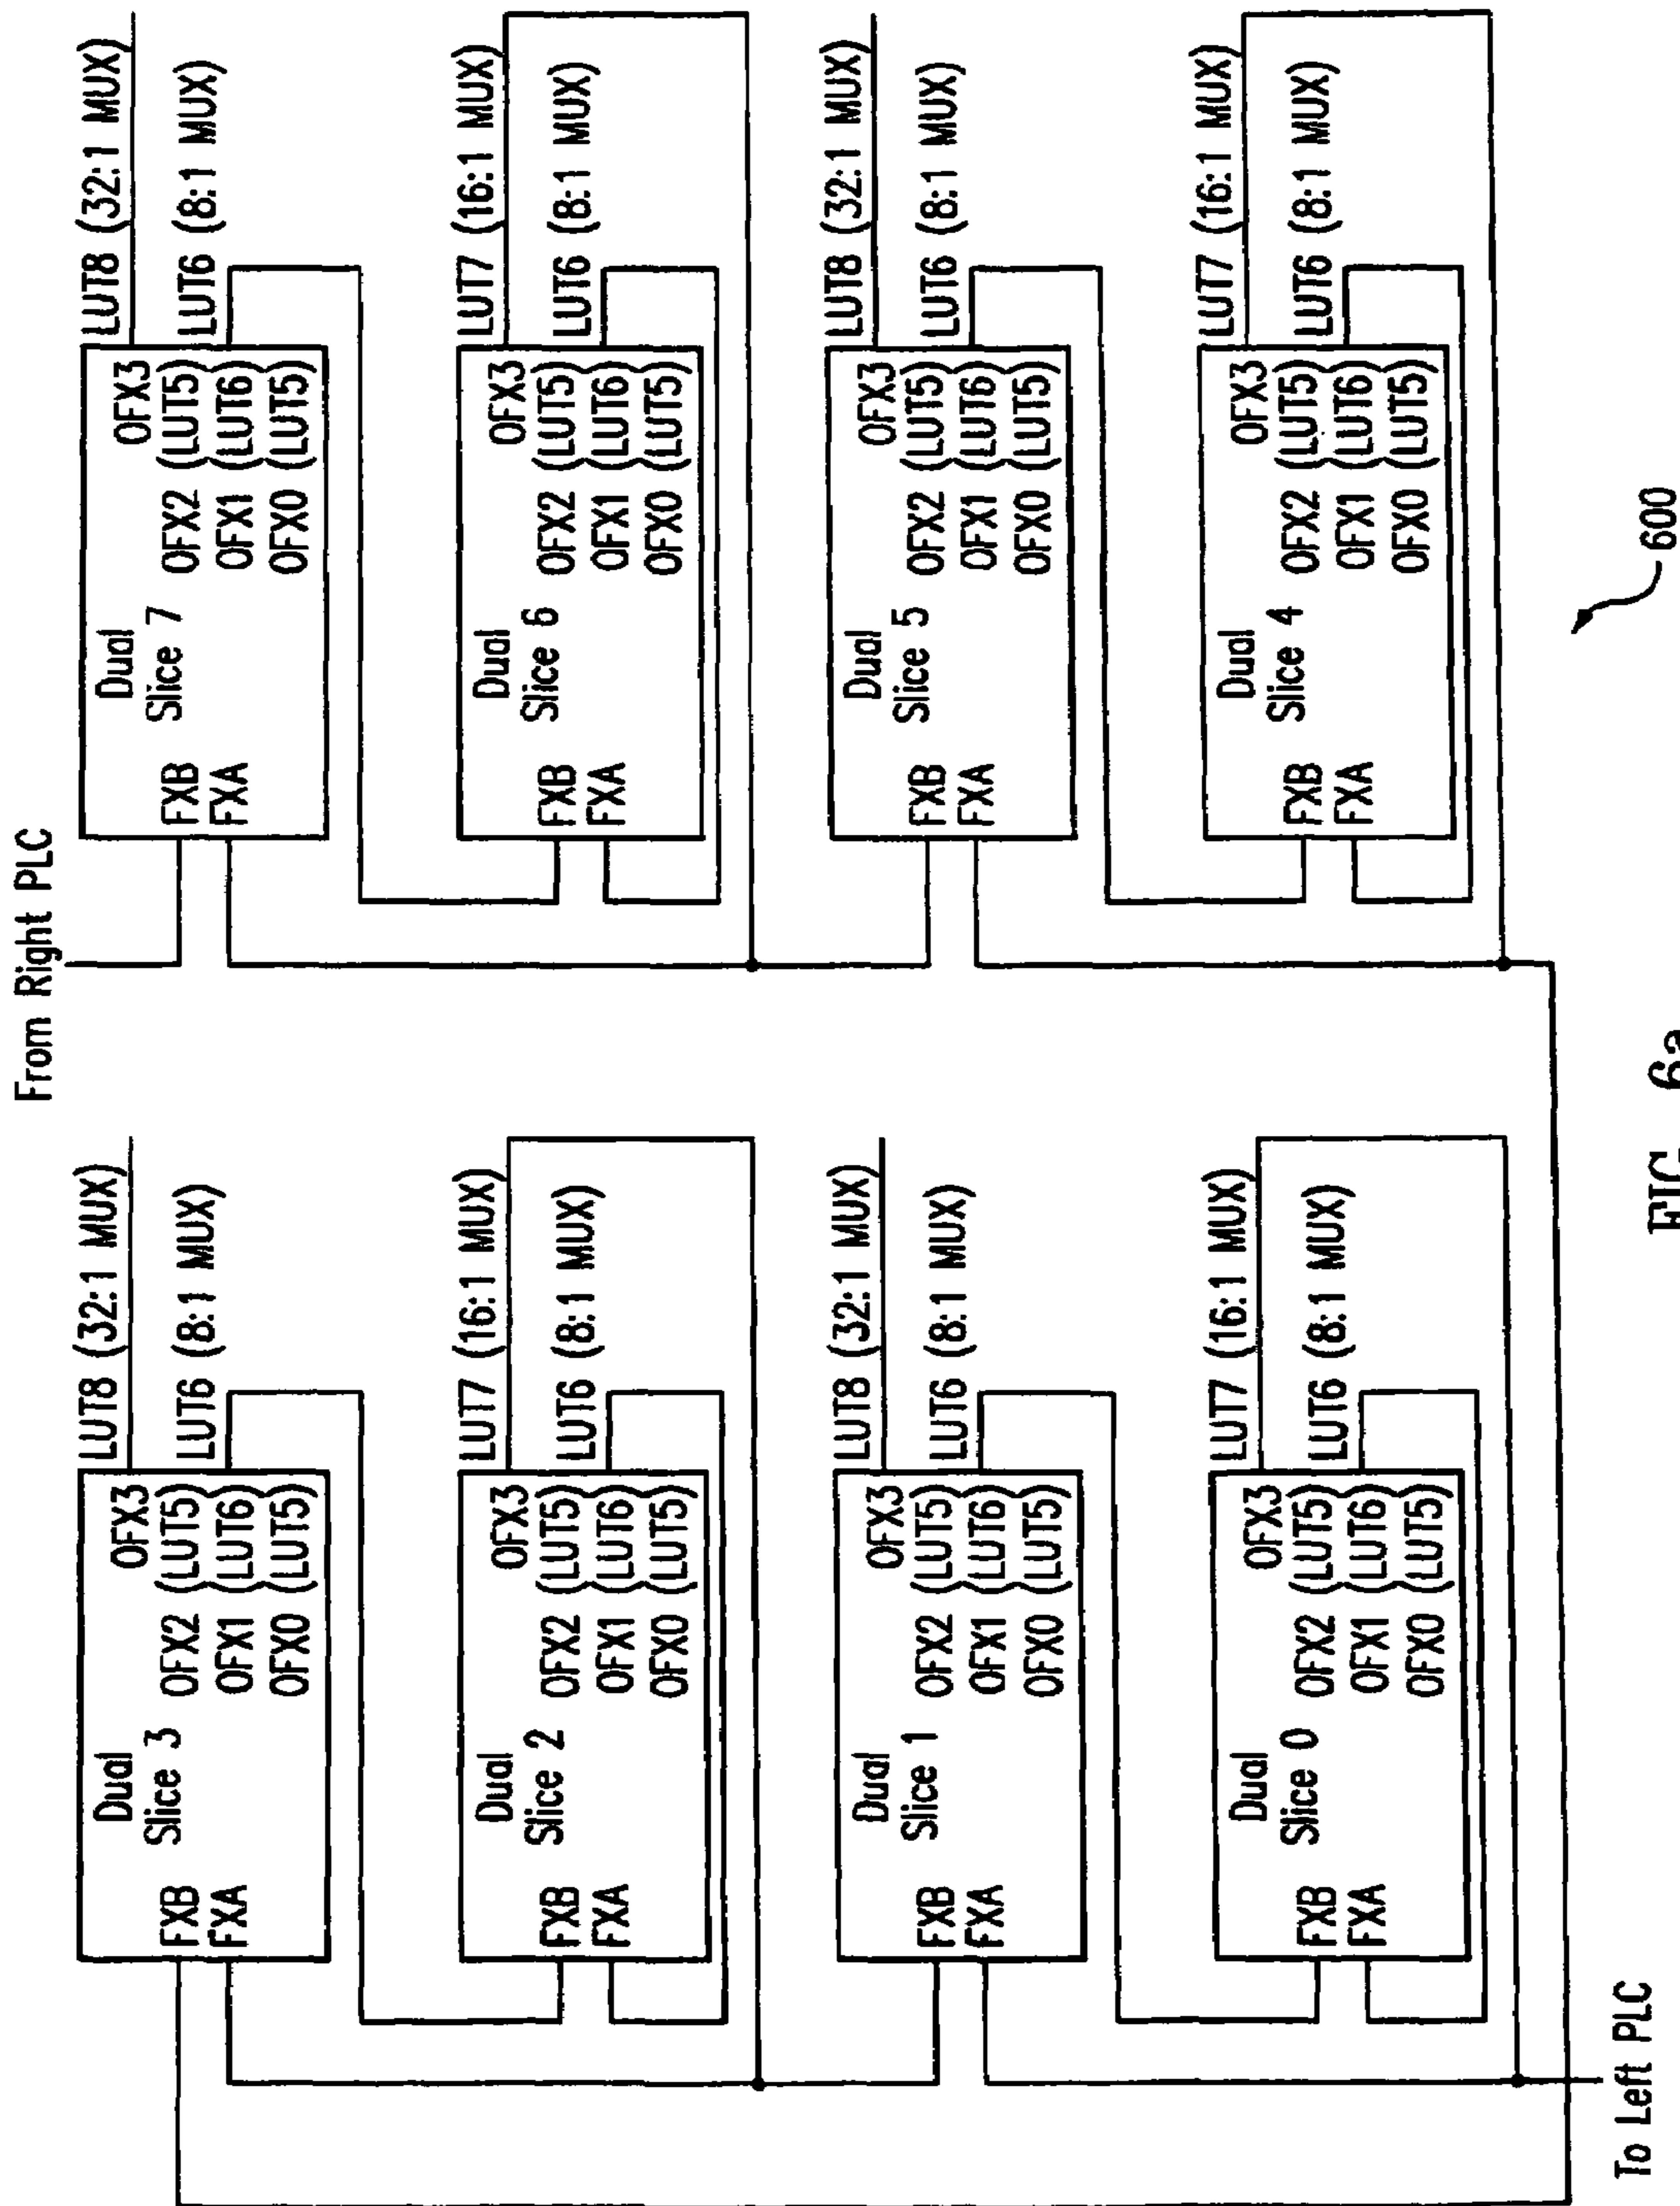 From Right PLC
Dual
Slice 3
FXB
FXA
OFX3
OFX2 (LUT5)
OFX1 (LUT6)
OFX0 (LUT5)
LUT8 (32:1 MUX)
LUT6 (8:1 MUX)
Dual
Slice 7
FXB
FXA
OFX3
OFX2 (LUT5)
OFX1 (LUT6)
OFX0 (LUT5)
LUT8 (32:1 MUX)
LUT6 (8:1 MUX)
Dual
Slice 2
FXB
FXA
OFX3
OFX2 (LUT5)
OFX1 (LUT6)
OFX0 (LUT5)
LUT7 (16:1 MUX)
LUT6 (8:1 MUX)
Dual
Slice 6
FXB
FXA
OFX3
OFX2 (LUT5)
OFX1 (LUT6)
OFX0 (LUT5)
LUT7 (16:1 MUX)
LUT6 (8:1 MUX)
Dual
Slice 1
FXB
FXA
OFX3
OFX2 (LUT5)
OFX1 (LUT6)
OFX0 (LUT5)
LUT8 (32:1 MUX)
LUT6 (8:1 MUX)
Dual
Slice 5
FXB
FXA
OFX3
OFX2 (LUT5)
OFX1 (LUT6)
OFX0 (LUT5)
LUT8 (32:1 MUX)
LUT6 (8:1 MUX)
Dual
Slice 0
FXB
FXA
OFX3
OFX2 (LUT5)
OFX1 (LUT6)
OFX0 (LUT5)
LUT7 (16:1 MUX)
LUT6 (8:1 MUX)
Dual
Slice 4
FXB
FXA
OFX3
OFX2 (LUT5)
OFX1 (LUT6)
OFX0 (LUT5)
LUT7 (16:1 MUX)
LUT6 (8:1 MUX)
To Left PLC
600
FIG. 6a